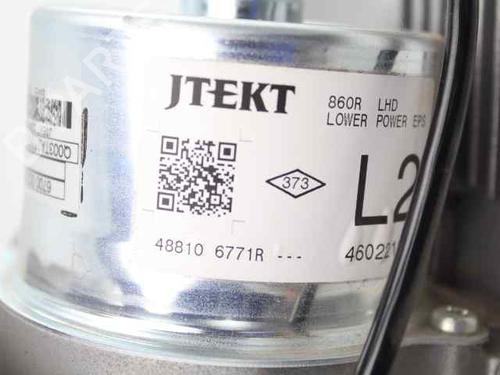 JTEKT
860R LHD
LOWER POWER EPS
373
L2
48810 6771R ---
460221